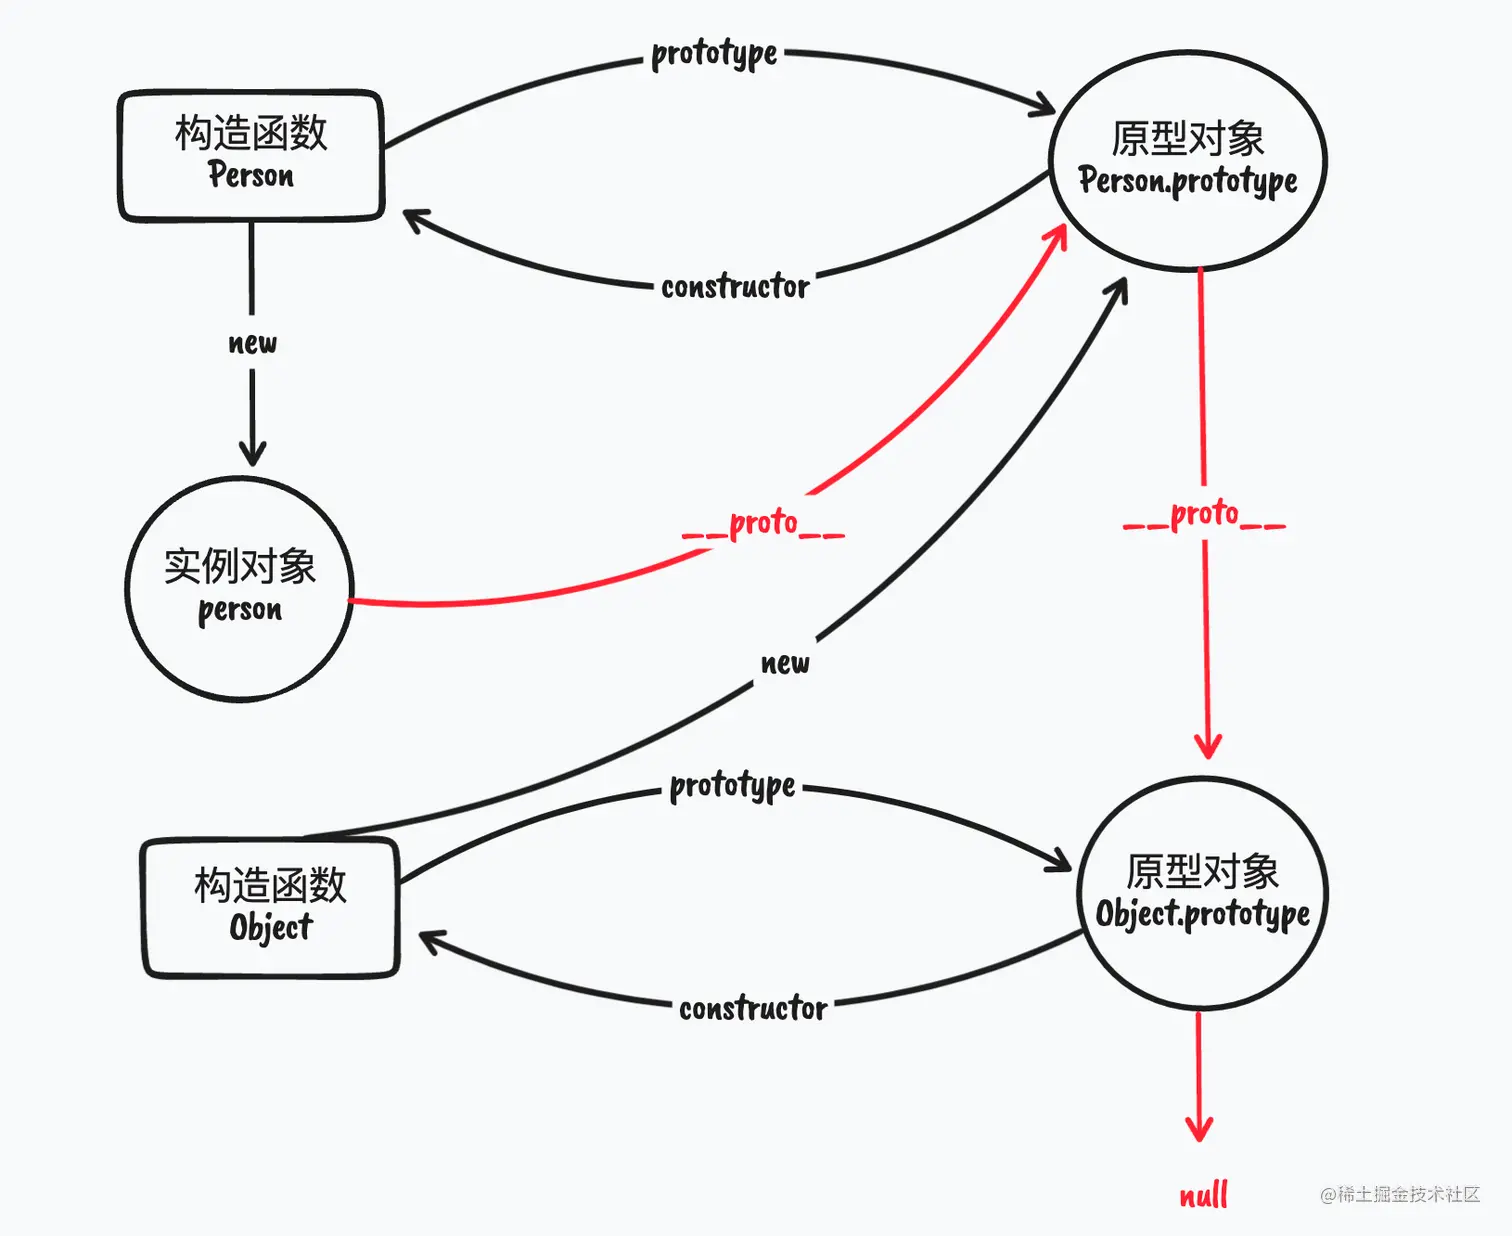 prototype
构造函数
Person
原型对象
Person.prototype
constructor
new
__proto__
__proto__
实例对象
person
new
prototype
构造函数
Object
原型对象
Object.prototype
constructor
null
@稀土掘金技术社区